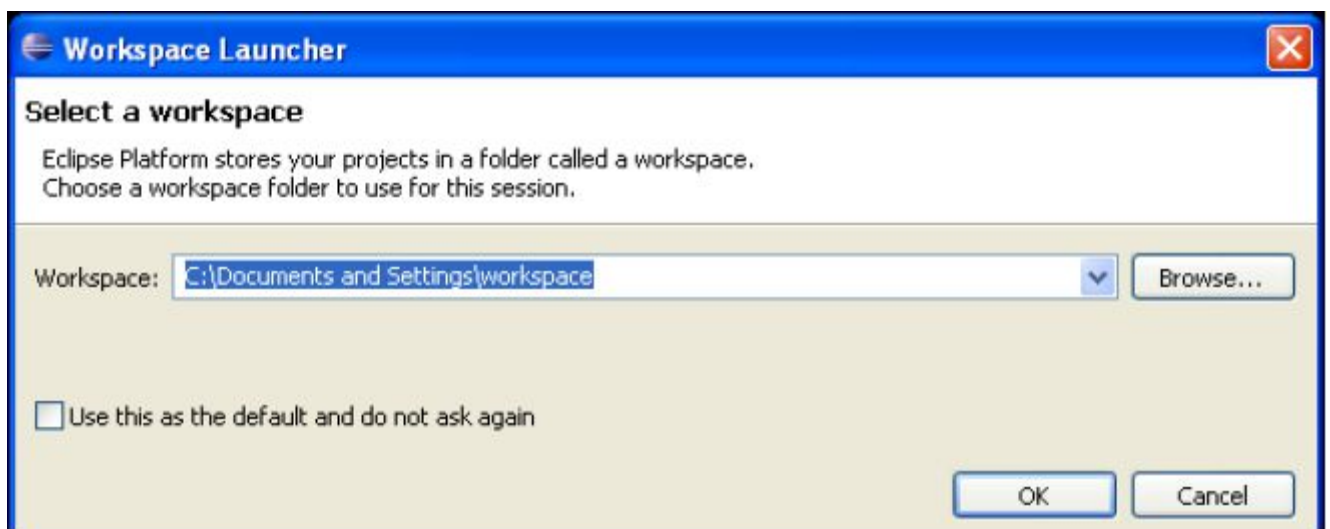 Workspace Launcher
Select a workspace
Eclipse Platform stores your projects in a folder called a workspace.
Choose a workspace folder to use for this session.
Workspace: C:\Documents and Settings\workspace Browse...
Use this as the default and do not ask again
OK Cancel